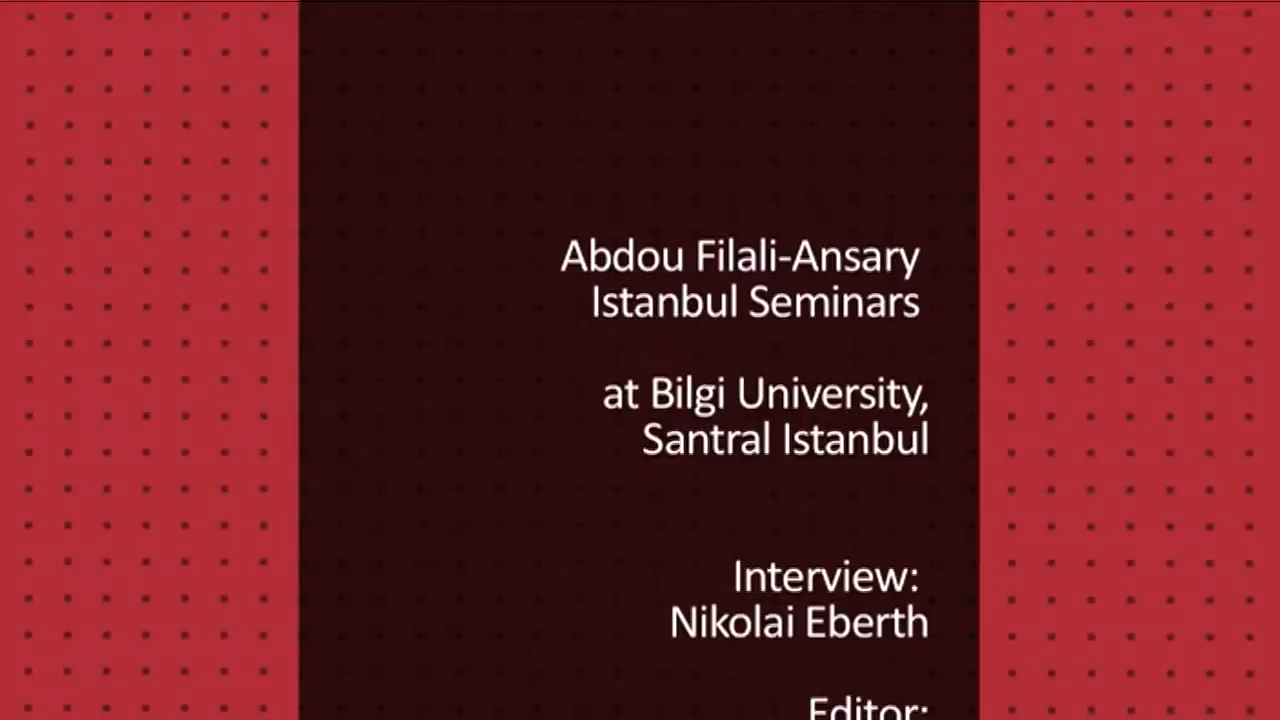 Abdou Filali-Ansary
Istanbul Seminars
at Bilgi University,
Santral Istanbul
Interview:
Nikolai Eberth
Editor: